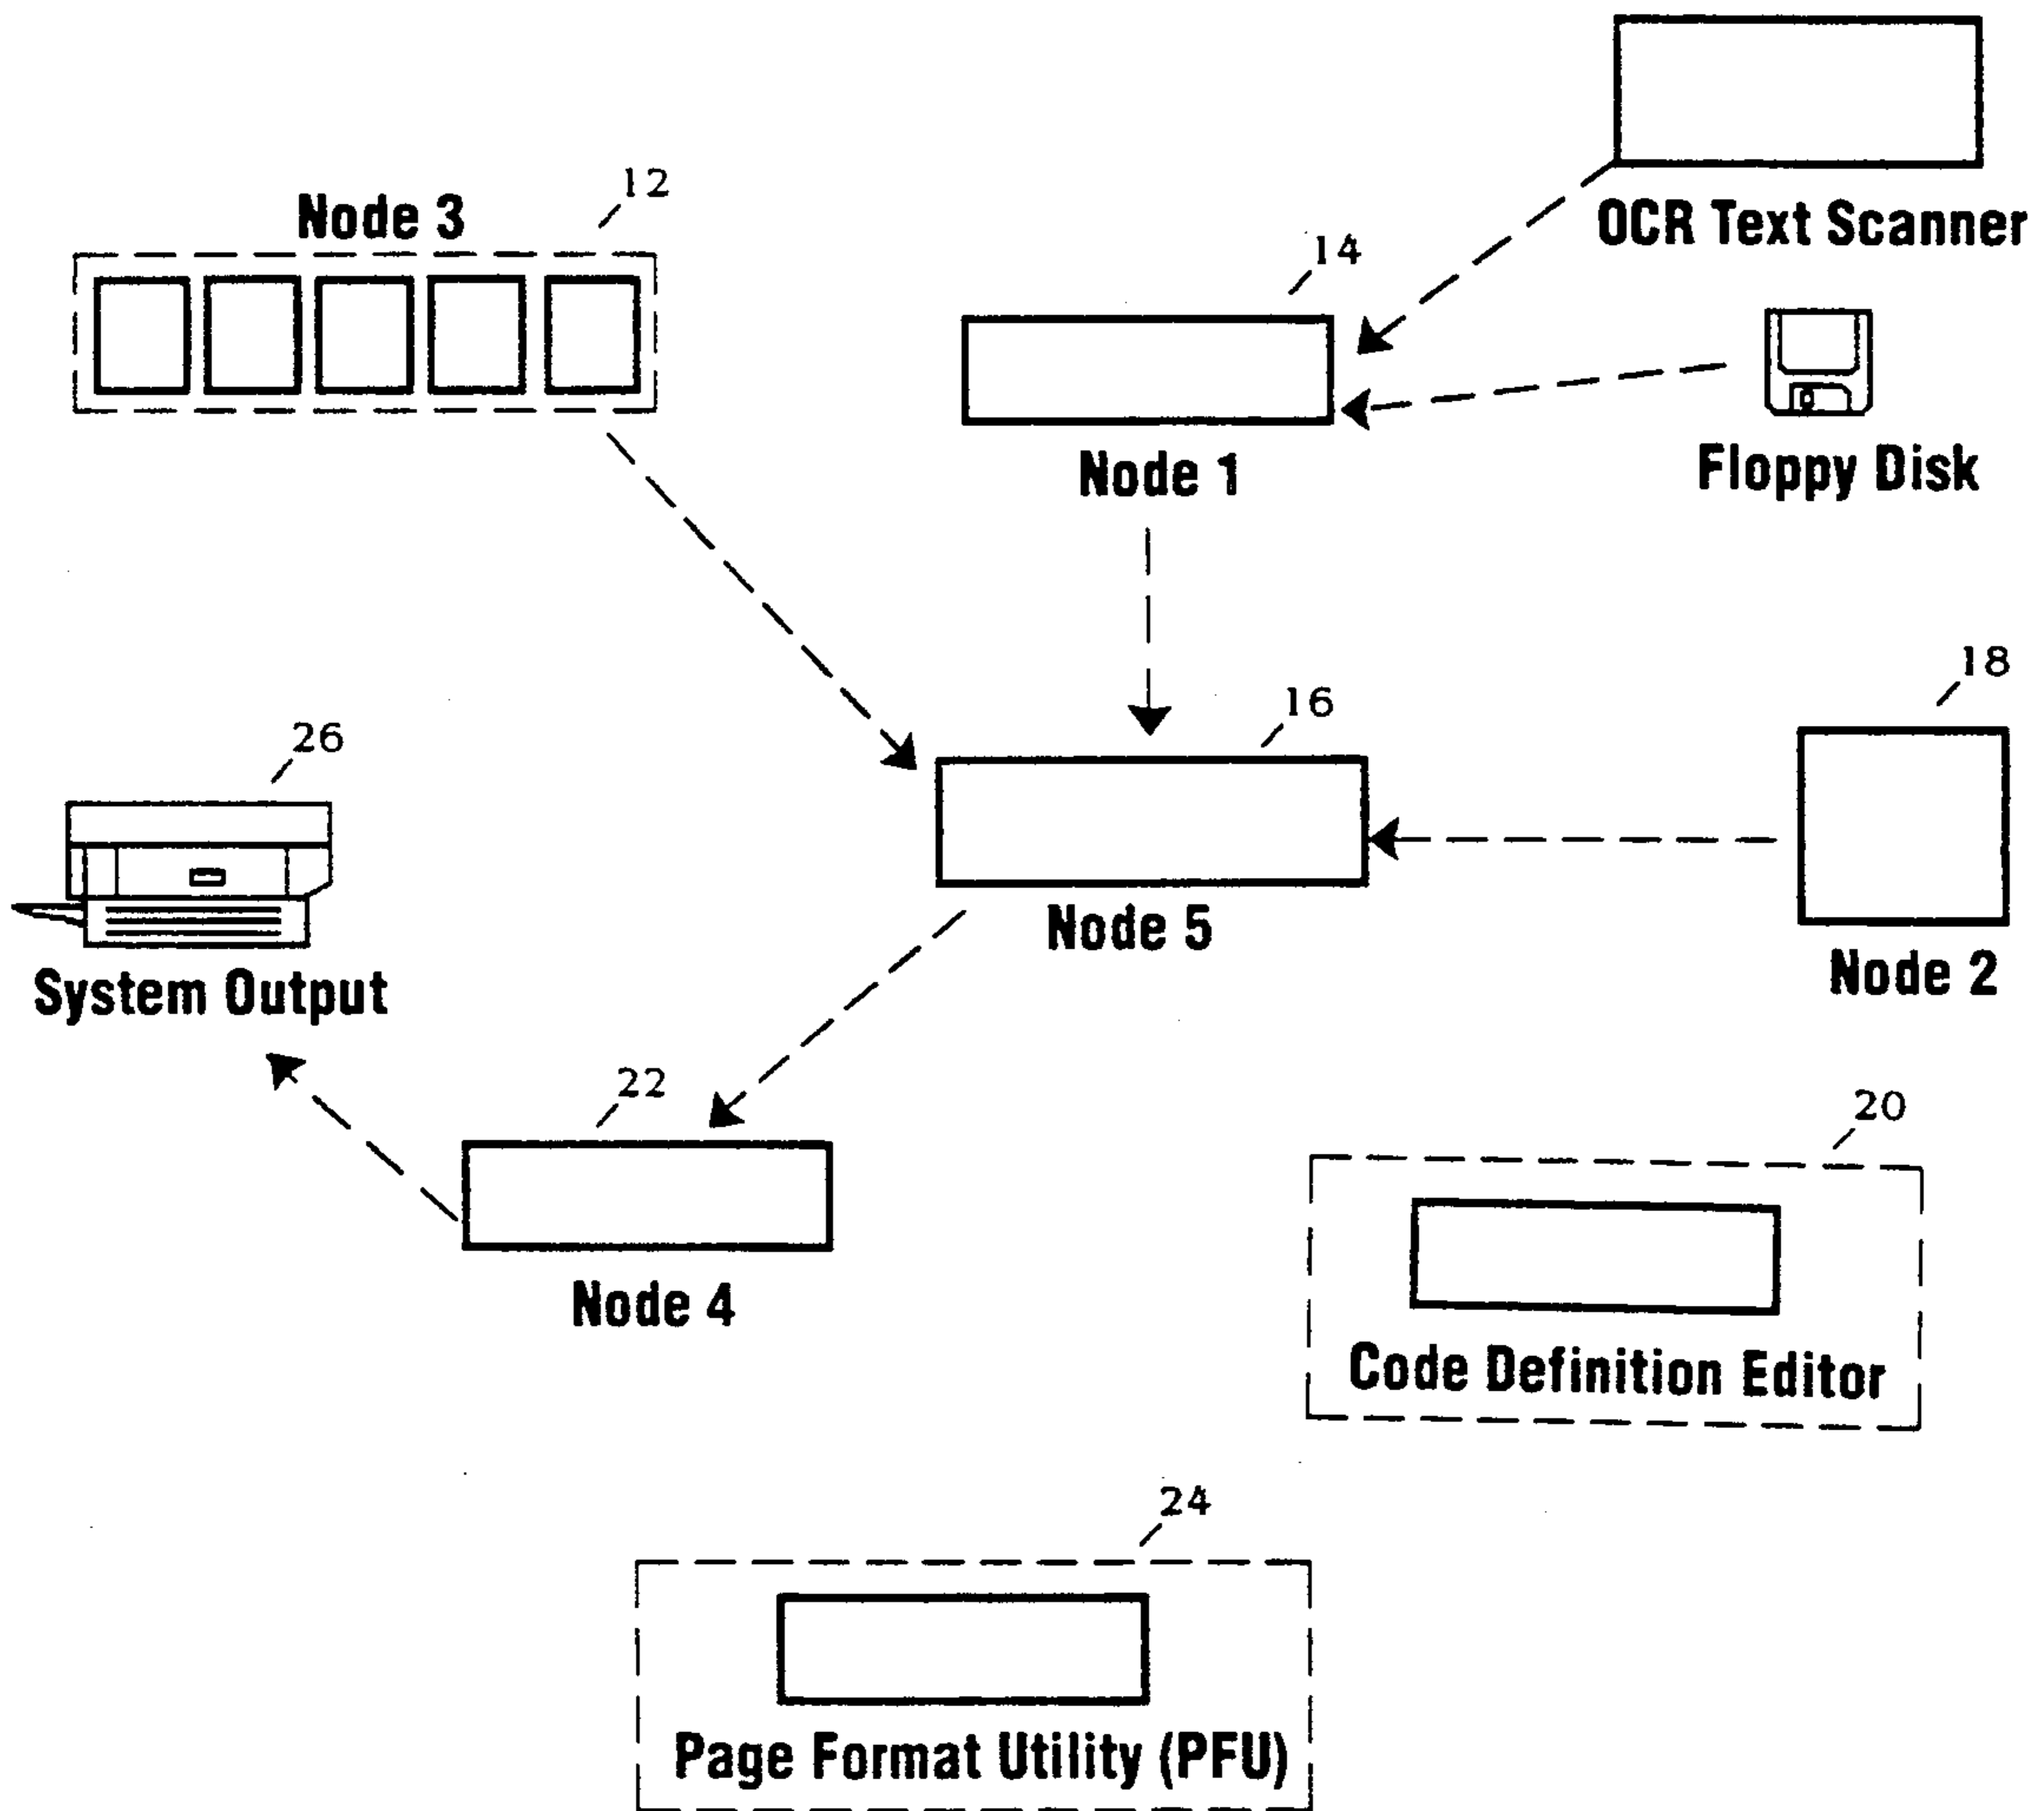 OCR Text Scanner
12
Node 3
14
Node 1
Floppy Disk
18
16
26
Node 5
Node 2
System Output
22
20
Node 4
Code Definition Editor
24
Page Format Utility (PFU)